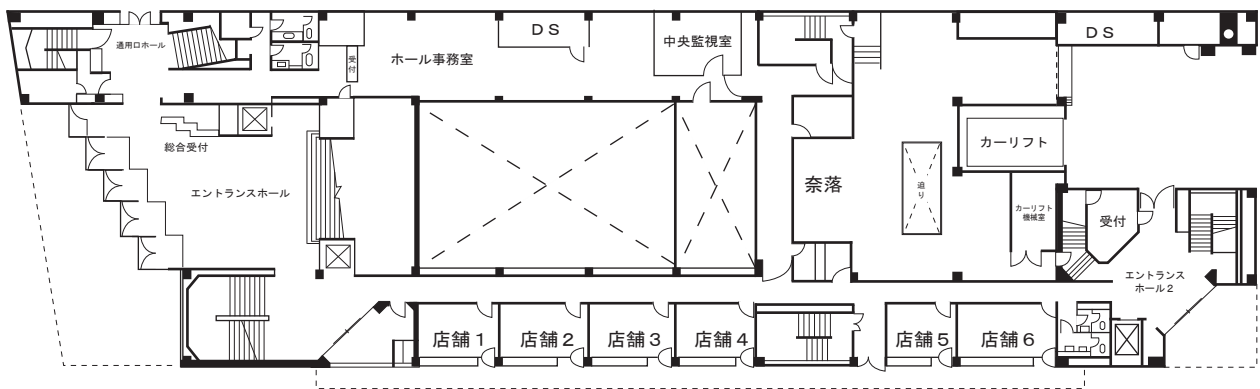 通用口ホール
受付
ホール事務室
DS
中央監視室
DS
総合受付
エントランスホール
奈落
迫り
カーリフト
カーリフト
機械室
受付
エントランス
ホール2
店舗1
店舗2
店舗3
店舗4
店舗5
店舗6